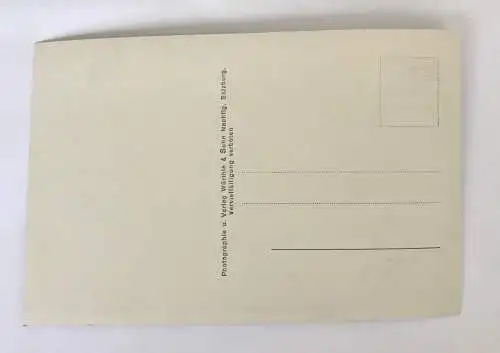 Photographie u. Verlag Würthle & Sohn Nachflg. Salzburg.
Vervielfältigung verboten